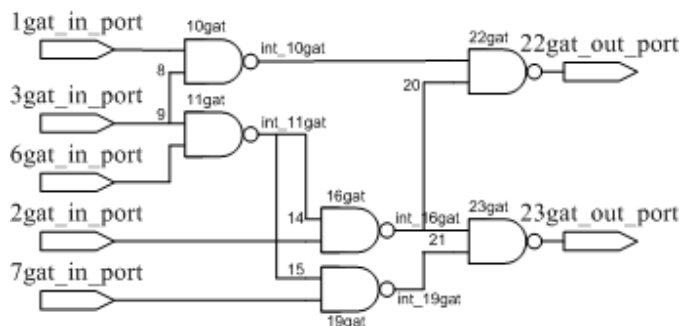 1gat_in_port
10gat
int_10gat
22gat
22gat_out_port
8
20
3gat_in_port
11gat
9
int_11gat
6gat_in_port
16gat
23gat
2gat_in_port
14
int_16gat
23gat_out_port
21
15
7gat_in_port
int_19gat
19gat